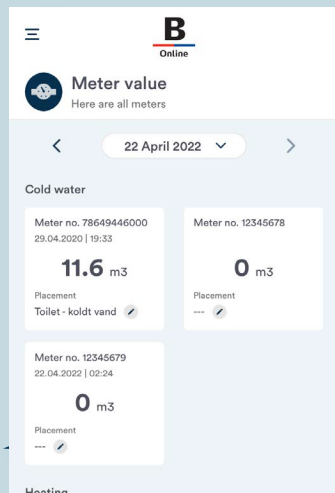 B
Online
Meter value
Here are all meters
22 April 2022
Cold water
Meter no. 78649446000
29.04.2020 | 19:33
11.6 m3
Placement
Toilet - koldt vand
Meter no. 12345678
0 m3
Placement
---
Meter no. 12345679
22.04.2022 | 02:24
0 m3
Placement
---
Heating